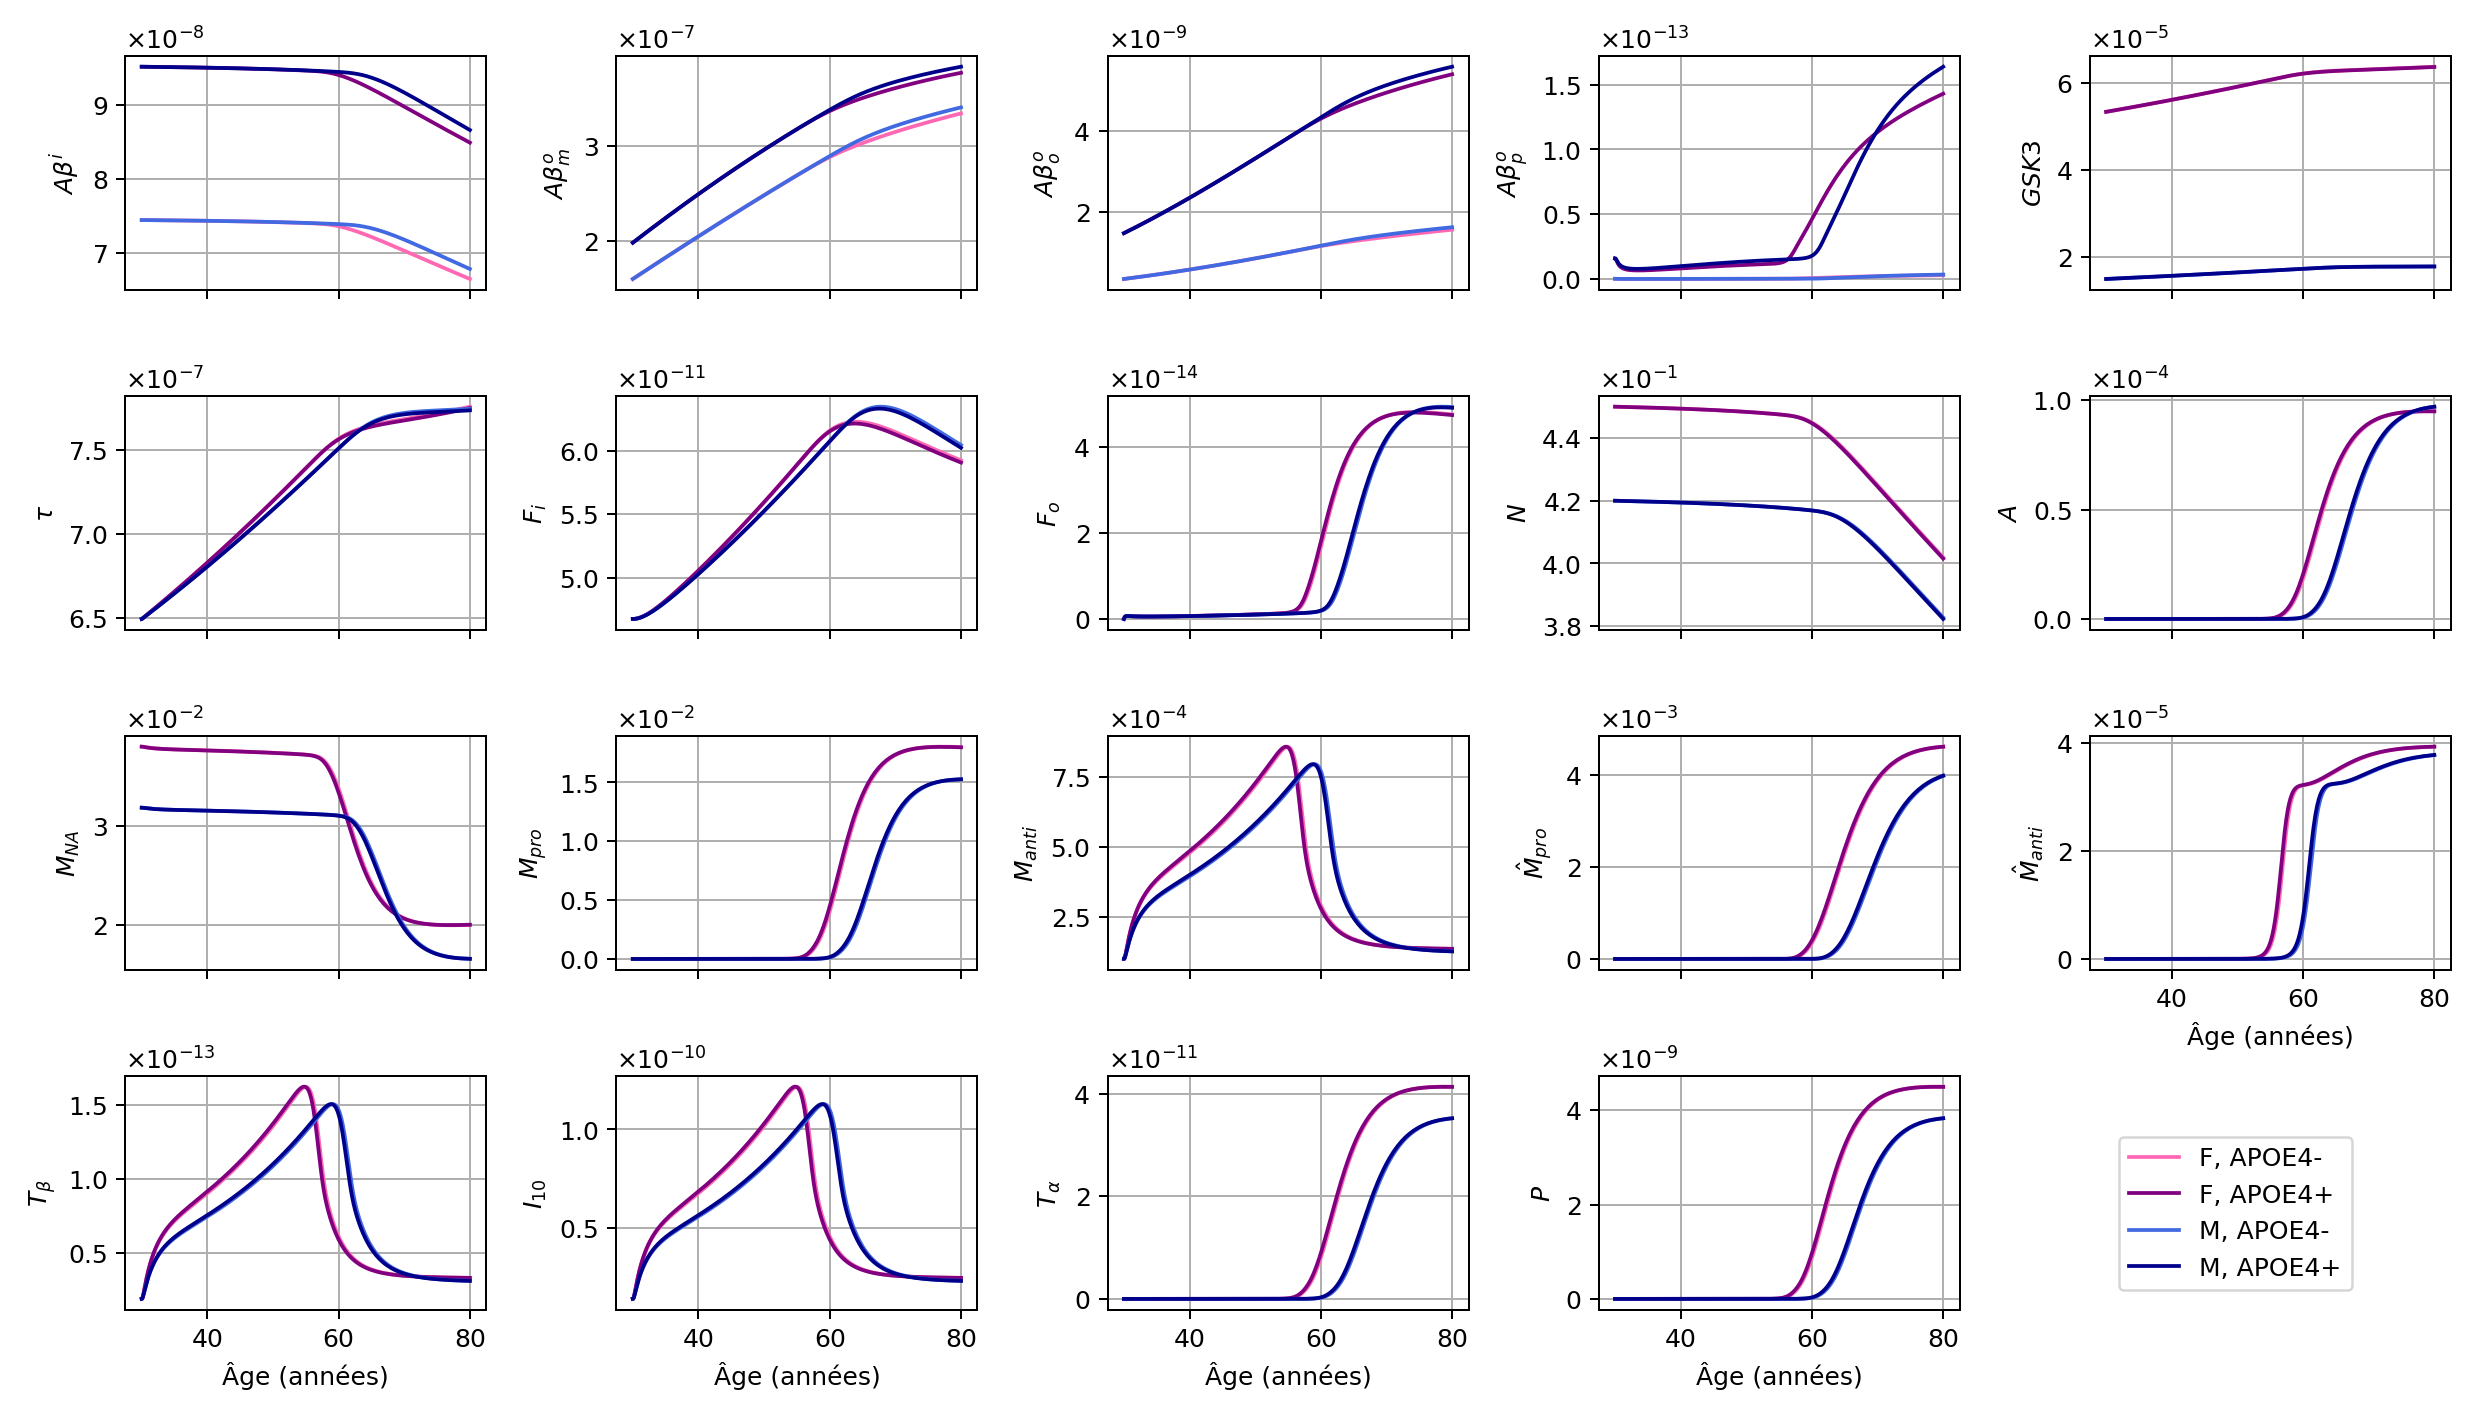 ×10⁻⁸ ×10⁻⁷ ×10⁻⁹ ×10⁻¹³ ×10⁻⁵
Aβⁱ 9 8 7
Aβᵒₘ 3 2
Aβᵒₒ 4 2
Aβᵒₚ 1.5 1.0 0.5 0.0
GSK3 6 4 2
×10⁻⁷ ×10⁻¹¹ ×10⁻¹⁴ ×10⁻¹ ×10⁻⁴
τ 7.5 7.0 6.5
Fᵢ 6.0 5.5 5.0
Fₒ 4 2 0
N 4.4 4.2 4.0 3.8
A 1.0 0.5 0.0
×10⁻² ×10⁻² ×10⁻⁴ ×10⁻³ ×10⁻⁵
M_NA 3 2
M_pro 1.5 1.0 0.5 0.0
M_anti 7.5 5.0 2.5
M̂_pro 4 2 0
M̂_anti 4 2 0
40 60 80
Âge (années)
×10⁻¹³ ×10⁻¹⁰ ×10⁻¹¹ ×10⁻⁹
T_β 1.5 1.0 0.5
I₁₀ 1.0 0.5
T_α 4 2 0
P 4 2 0
40 60 80 40 60 80 40 60 80 40 60 80
Âge (années) Âge (années) Âge (années) Âge (années)
F, APOE4-
F, APOE4+
M, APOE4-
M, APOE4+